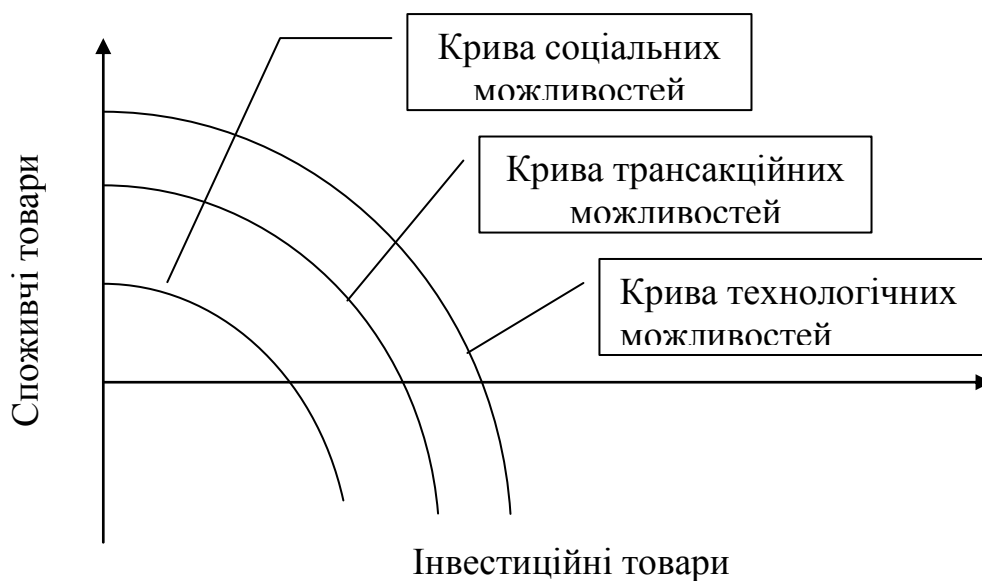 Крива соціальних
можливостей
Крива трансакційних
можливостей
Крива технологічних
можливостей
Споживчі товари
Інвестиційні товари